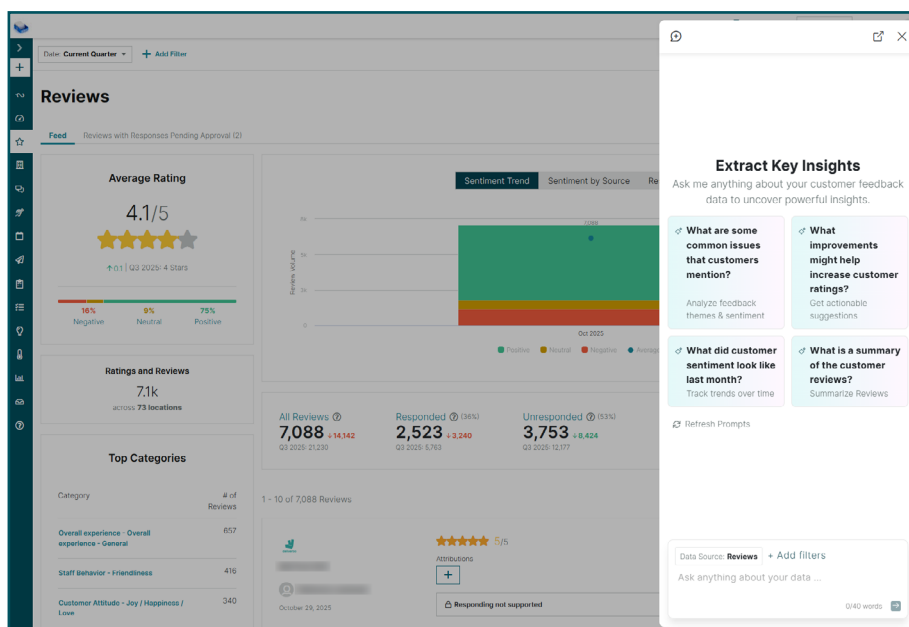 Date: Current Quarter
+ Add Filter
Reviews
Feed
Reviews with Responses Pending Approval (2)
Average Rating
4.1/5
↑0.1 | Q3 2025: 4 Stars
16%
Negative
9%
Neutral
75%
Positive
Ratings and Reviews
7.1k
across 73 locations
Top Categories
Category
# of
Reviews
Overall experience - Overall
experience - General
657
Staff Behavior - Friendliness
416
Customer Attitude - Joy / Happiness /
Love
340
Sentiment Trend
Sentiment by Source
Re
Review Volume
0
7,088
Oct 2025
Positive
Neutral
Negative
Average
All Reviews
7,088 ↓14,142
Q3 2025: 21,230
Responded (36%)
2,523 ↓3,240
Q3 2025: 5,763
Unresponded (53%)
3,753 ↓8,424
Q3 2025: 12,177
1 - 10 of 7,088 Reviews
October 29, 2025
5/5
Attributions
+
Responding not supported
Extract Key Insights
Ask me anything about your customer feedback
data to uncover powerful insights.
What are some
common issues
that customers
mention?
Analyze feedback
themes & sentiment
What
improvements
might help
increase customer
ratings?
Get actionable
suggestions
What did customer
sentiment look like
last month?
Track trends over time
What is a summary
of the customer
reviews?
Summarize Reviews
Refresh Prompts
Data Source: Reviews
+ Add filters
Ask anything about your data ...
0/40 words